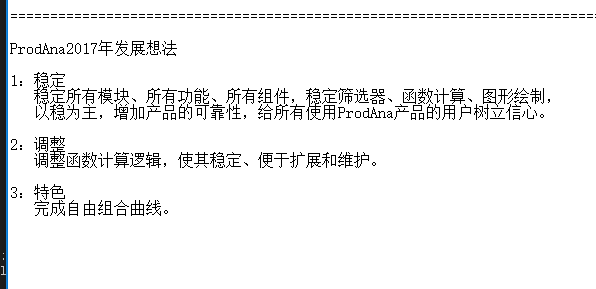 ProdAna2017年发展想法
1：稳定
稳定所有模块、所有功能、所有组件，稳定筛选器、函数计算、图形绘制，
以稳为主，增加产品的可靠性，给所有使用ProdAna产品的用户树立信心。
2：调整
调整函数计算逻辑，使其稳定、便于扩展和维护。
3：特色
完成自由组合曲线。